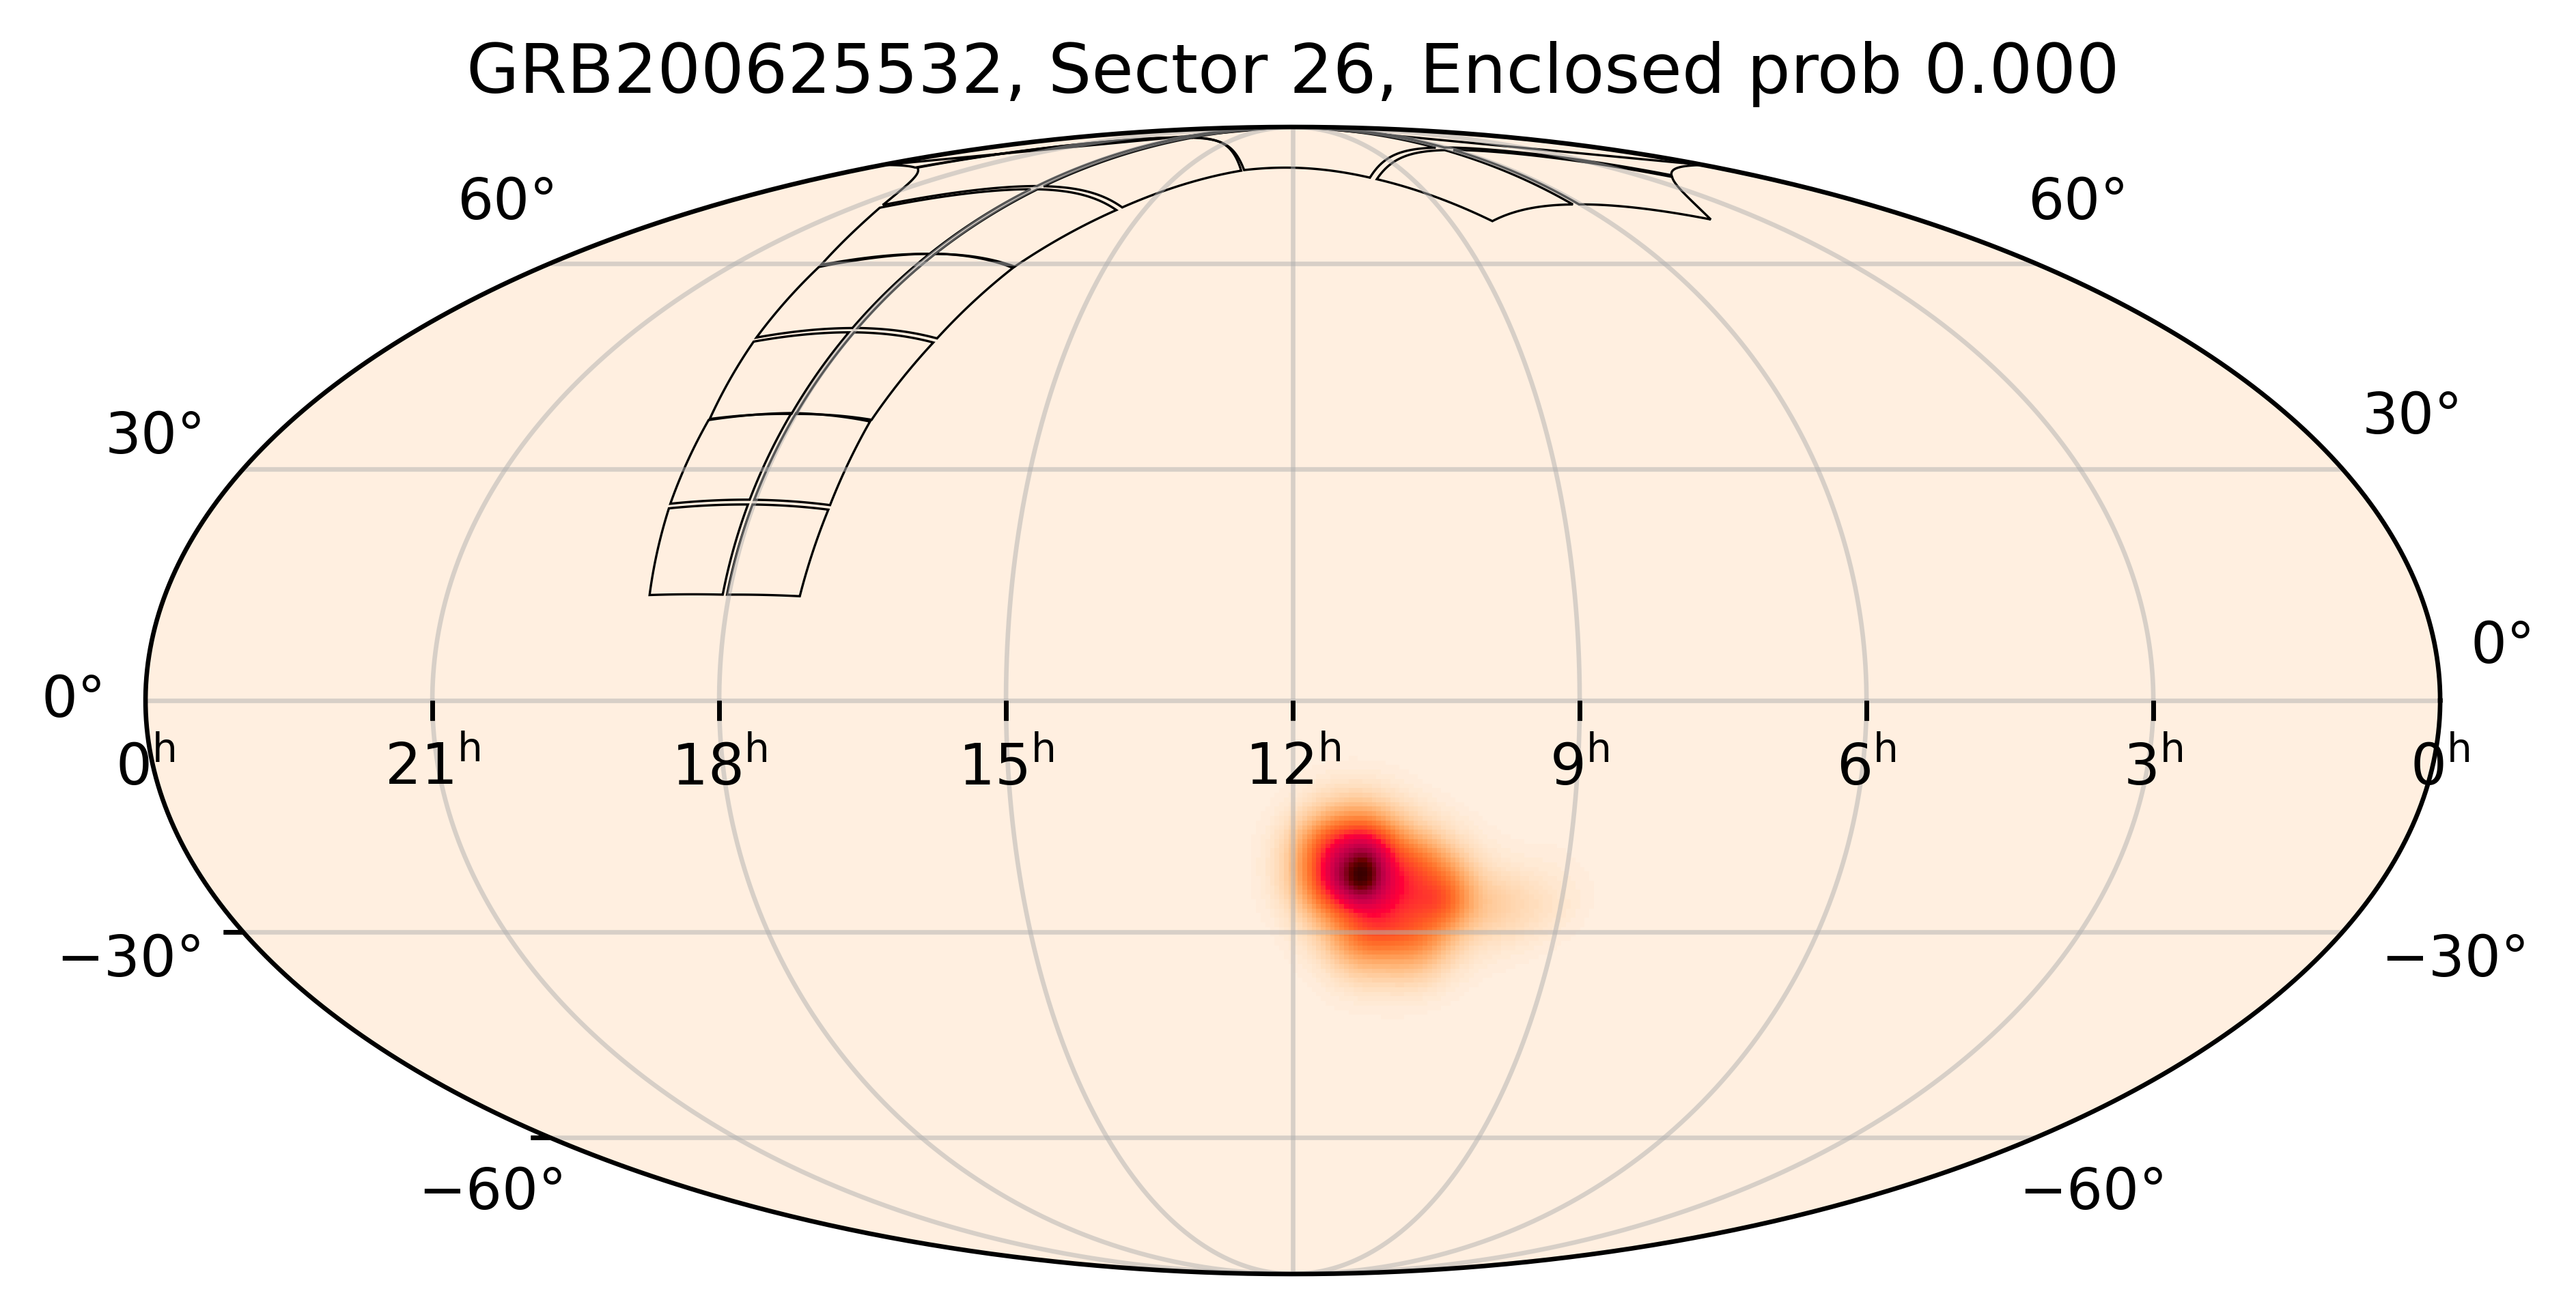 GRB200625532, Sector 26, Enclosed prob 0.000
60° 60°
30° 30°
0° 0°
0ʰ 21ʰ 18ʰ 15ʰ 12ʰ 9ʰ 6ʰ 3ʰ 0ʰ
−30° −30°
−60° −60°